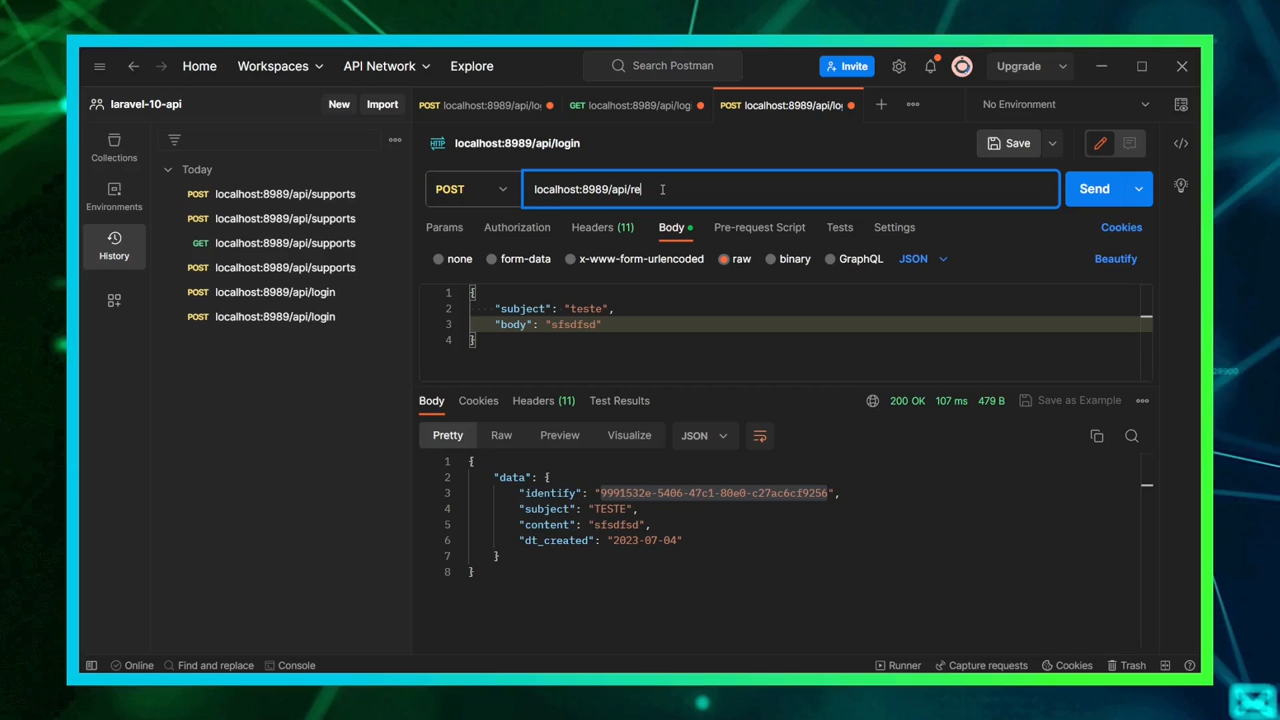 Home Workspaces API Network Explore Search Postman Invite Upgrade
laravel-10-api New Import POST localhost:8989/api/lo GET localhost:8989/api/log POST localhost:8989/api/lo No Environment
Collections
Environments
History
Today
POST localhost:8989/api/supports
POST localhost:8989/api/supports
GET localhost:8989/api/supports
POST localhost:8989/api/supports
POST localhost:8989/api/login
POST localhost:8989/api/login
HTTP localhost:8989/api/login Save
POST localhost:8989/api/re Send
Params Authorization Headers (11) Body Pre-request Script Tests Settings Cookies
none form-data x-www-form-urlencoded raw binary GraphQL JSON Beautify
1 {
2 "subject": "teste",
3 "body": "sfsdfsd"
4 }
Body Cookies Headers (11) Test Results 200 OK 107 ms 479 B Save as Example
Pretty Raw Preview Visualize JSON
1 {
2 "data": {
3 "identify": "9991532e-5406-47c1-80e0-c27ac6cf9256",
4 "subject": "TESTE",
5 "content": "sfsdfsd",
6 "dt_created": "2023-07-04"
7 }
8 }
Online Find and replace Console Runner Capture requests Cookies Trash